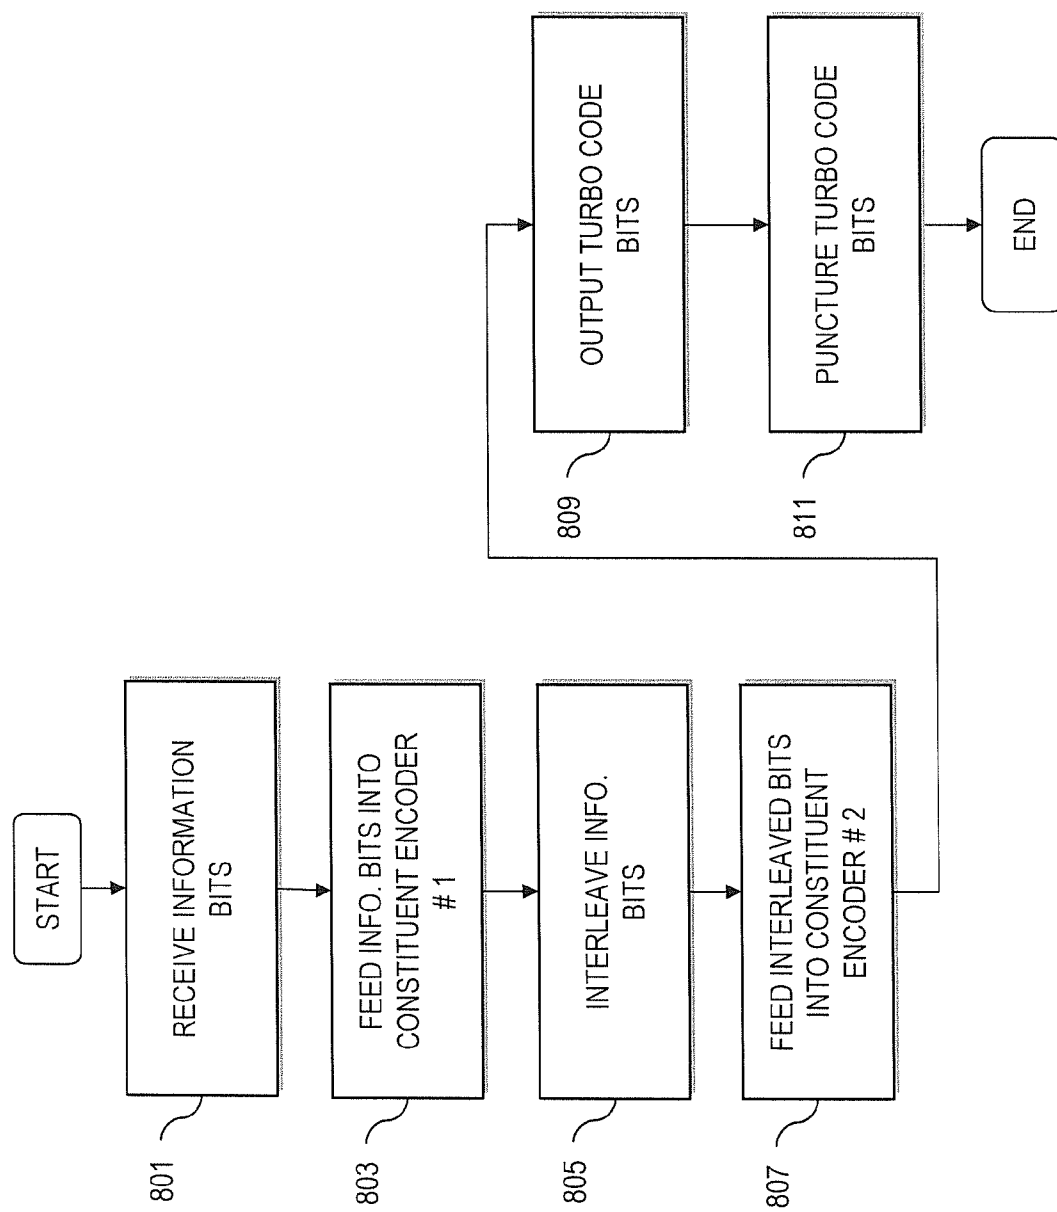 START
RECEIVE INFORMATION
BITS
801
FEED INFO. BITS INTO
CONSTITUENT ENCODER
# 1
803
INTERLEAVE INFO.
BITS
805
FEED INTERLEAVED BITS
INTO CONSTITUENT
ENCODER # 2
807
OUTPUT TURBO CODE
BITS
809
PUNCTURE TURBO CODE
BITS
811
END